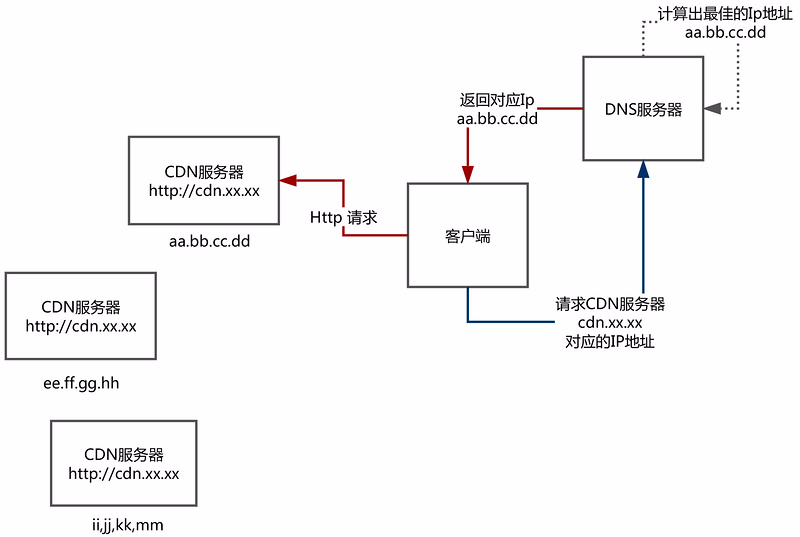 计算出最佳的Ip地址
aa.bb.cc.dd
DNS服务器
返回对应Ip
aa.bb.cc.dd
CDN服务器
http://cdn.xx.xx
aa.bb.cc.dd
Http 请求
客户端
CDN服务器
http://cdn.xx.xx
ee.ff.gg.hh
请求CDN服务器
cdn.xx.xx
对应的IP地址
CDN服务器
http://cdn.xx.xx
ii,jj,kk,mm